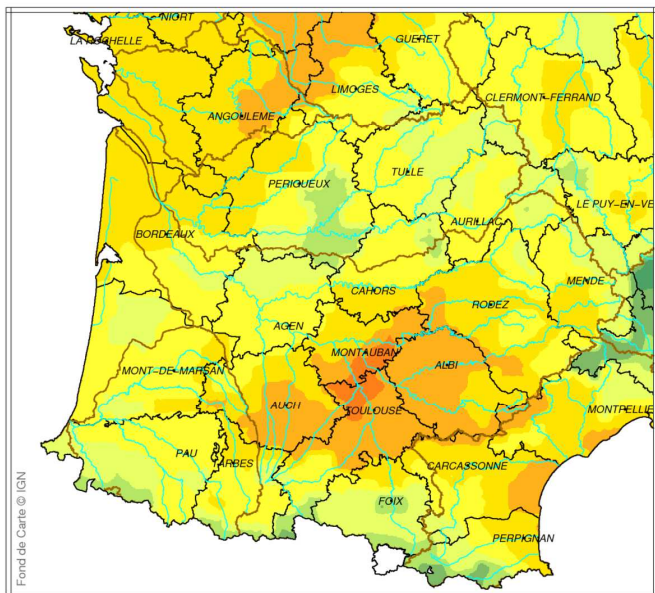 NIORT
LA ROCHELLE
GUERET
LIMOGES
CLERMONT-FERRAND
ANGOULEME
TULLE
PERIGUEUX
LE PUY-EN-VE
AURILLAC
BORDEAUX
MENDE
CAHORS
RODEZ
AGEN
MONTAUBAN
ALBI
MONT-DE-MARSAN
AUCH
TOULOUSE
MONTPELLIE
PAU
TARBES
CARCASSONNE
FOIX
PERPIGNAN
Fond de Carte © IGN